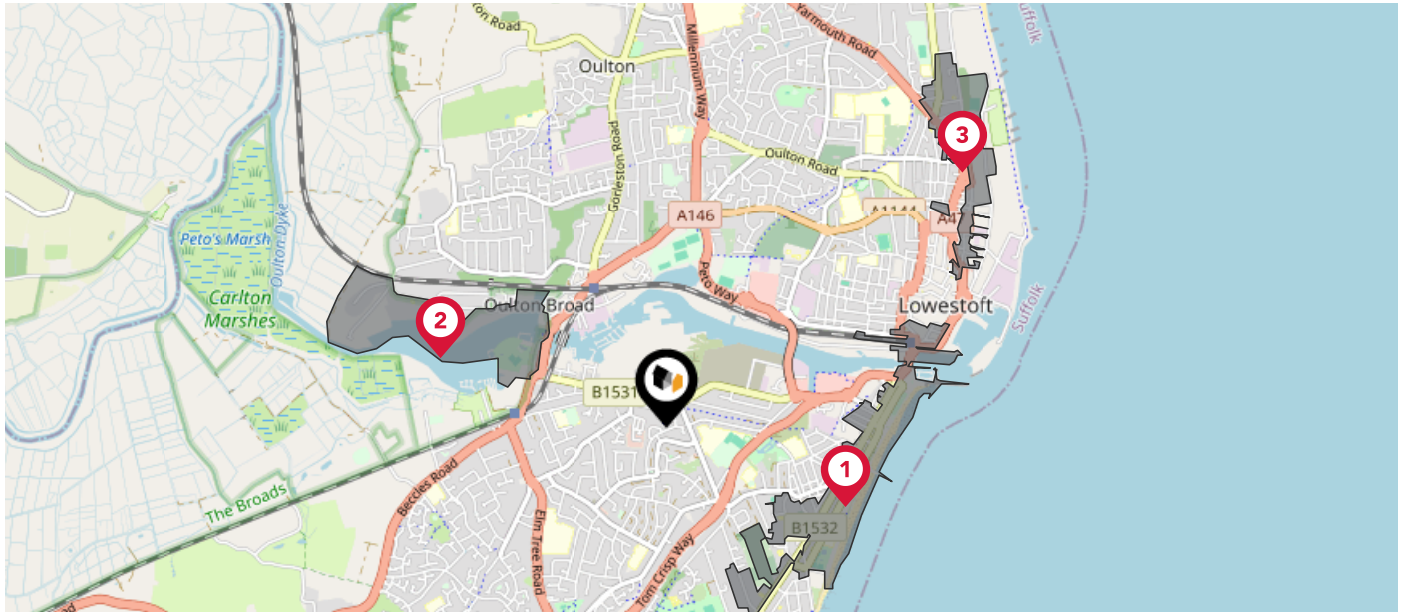 lton Road
Yarmouth Road
Suffolk
Oulton
Millennium Way
3
Oulton Road
Gorleston Road
A146
A1144
A47
Peto's Marsh
Oulton Dyke
Peto Way
Carlton
Marshes
Oulton Broad
Lowestoft
Suffolk
2
B1531
1
The Broads
Beccles Road
B1532
Elm Tree Road
Tom Crisp Way